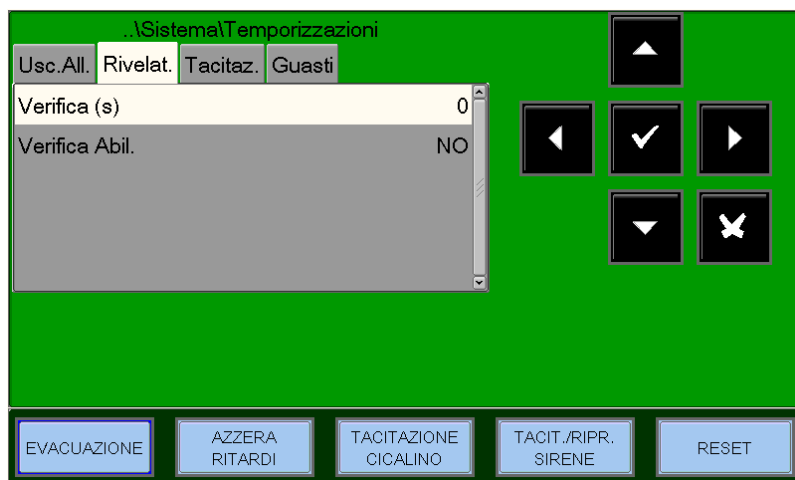 ..\Sistema\Temporizzazioni
Usc.All. Rivelat. Tacitaz. Guasti
Verifica (s) 0
Verifica Abil. NO
EVACUAZIONE
AZZERA
RITARDI
TACITAZIONE
CICALINO
TACIT./RIPR.
SIRENE
RESET